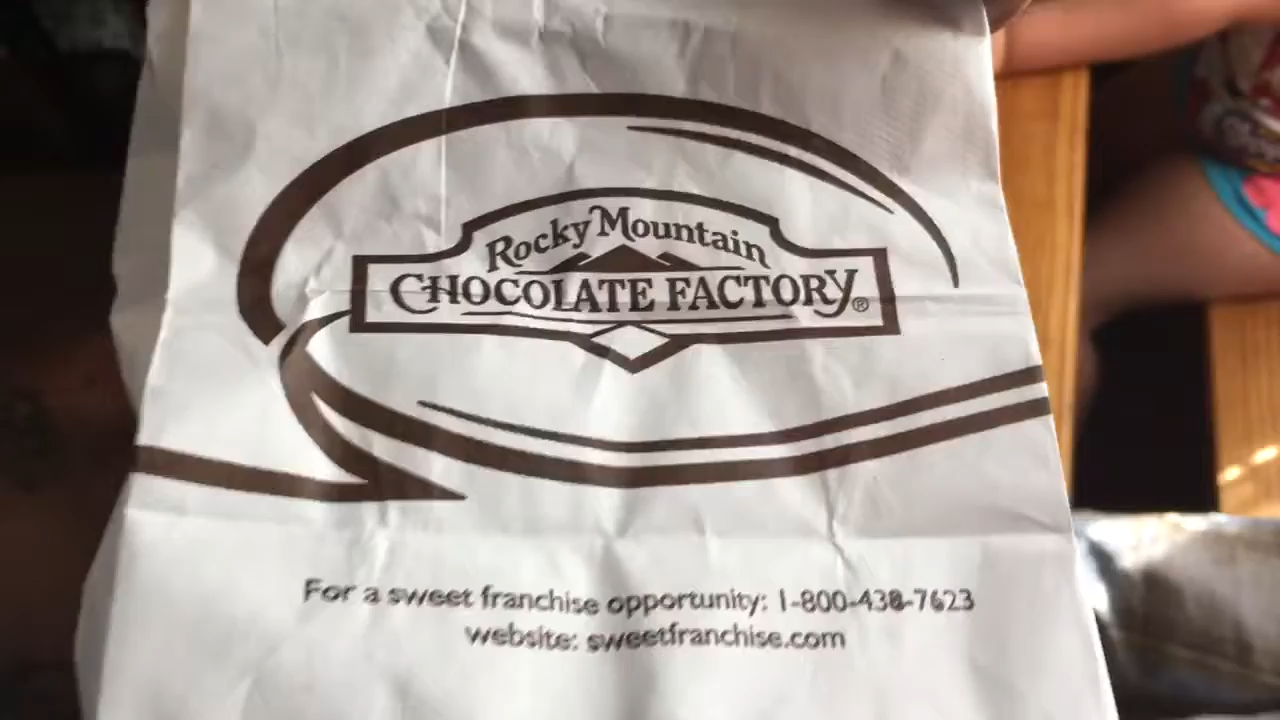 Rocky Mountain
CHOCOLATE FACTORY®
For a sweet franchise opportunity: 1-800-438-7623
website: sweetfranchise.com